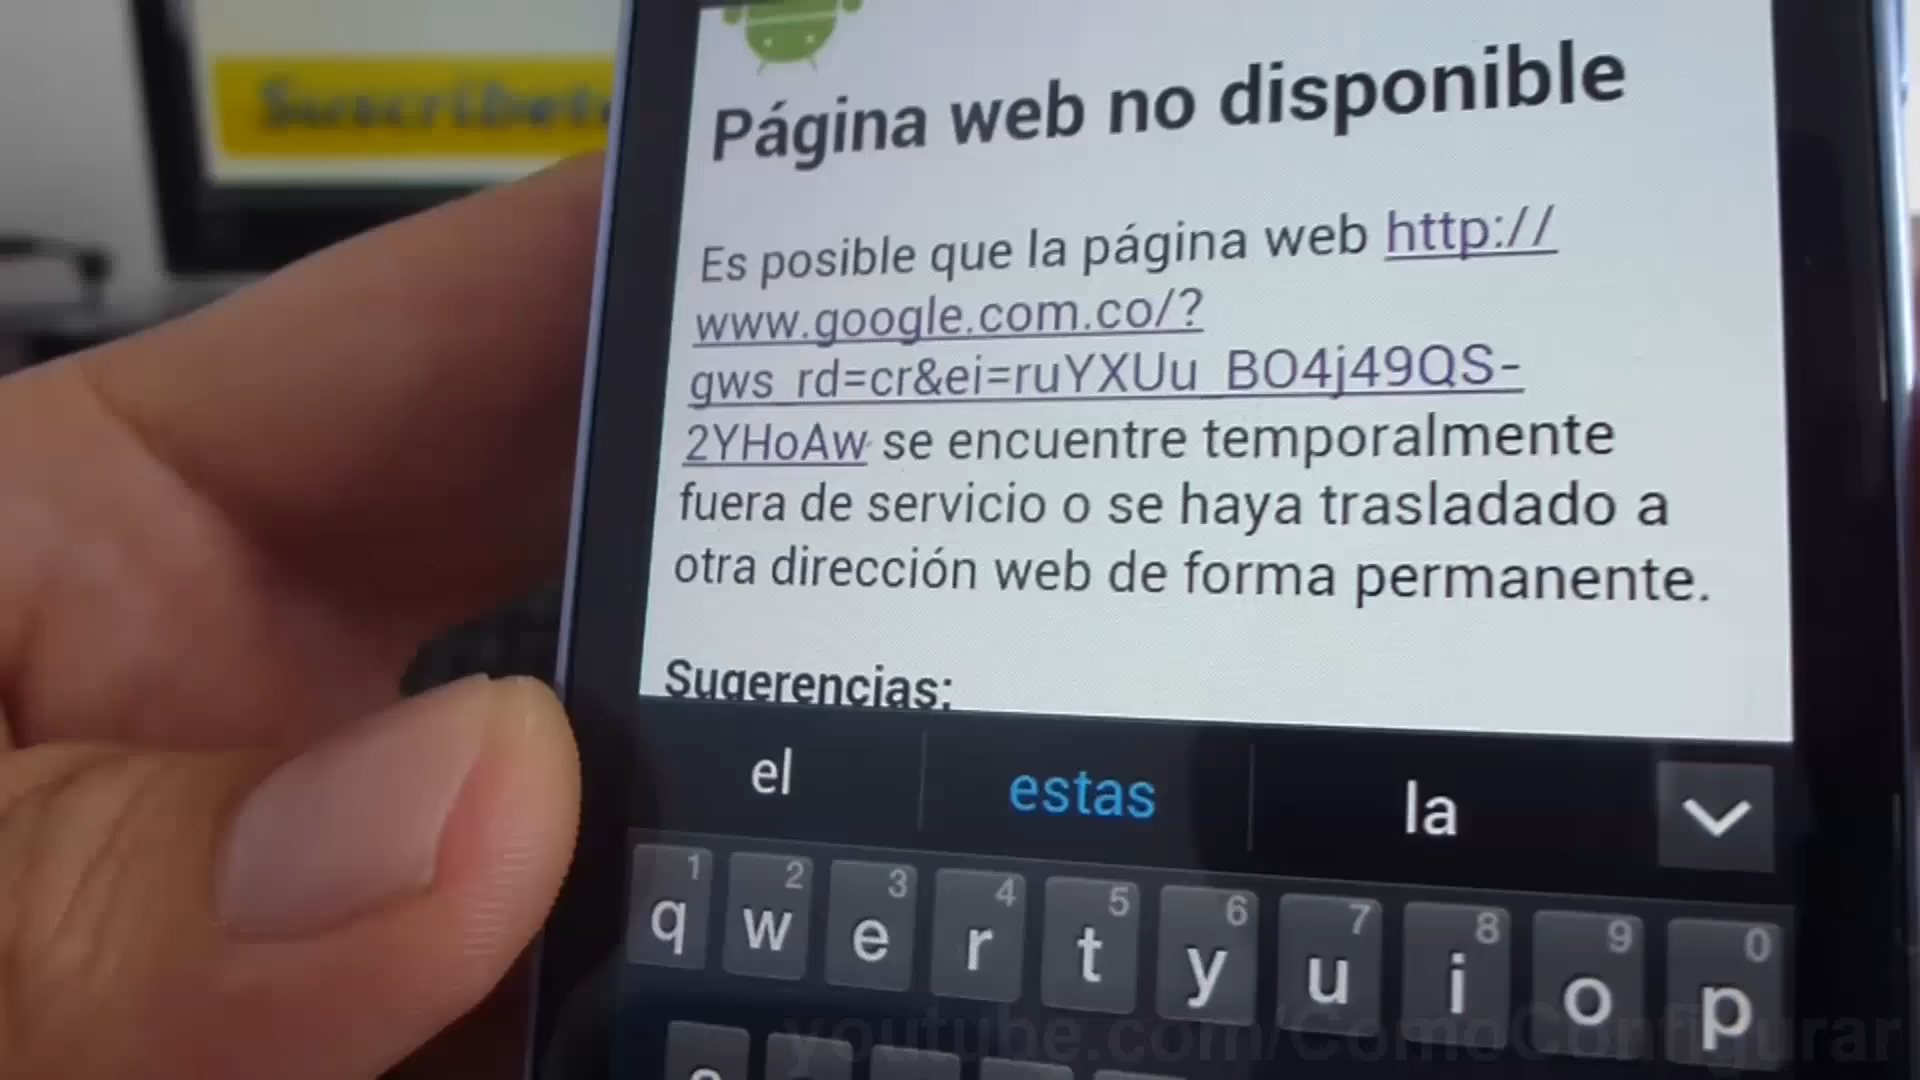 Suscribete
Página web no disponible
Es posible que la página web http://
www.google.com.co/?
gws_rd=cr&ei=ruYXUu_BO4j49QS-
2YHoAw se encuentre temporalmente
fuera de servicio o se haya trasladado a
otra dirección web de forma permanente.
Sugerencias:
el estas la
1 2 3 4 5 6 7 8 9 0
q w e r t y u i o p
youtube.com/ComoConfigurar